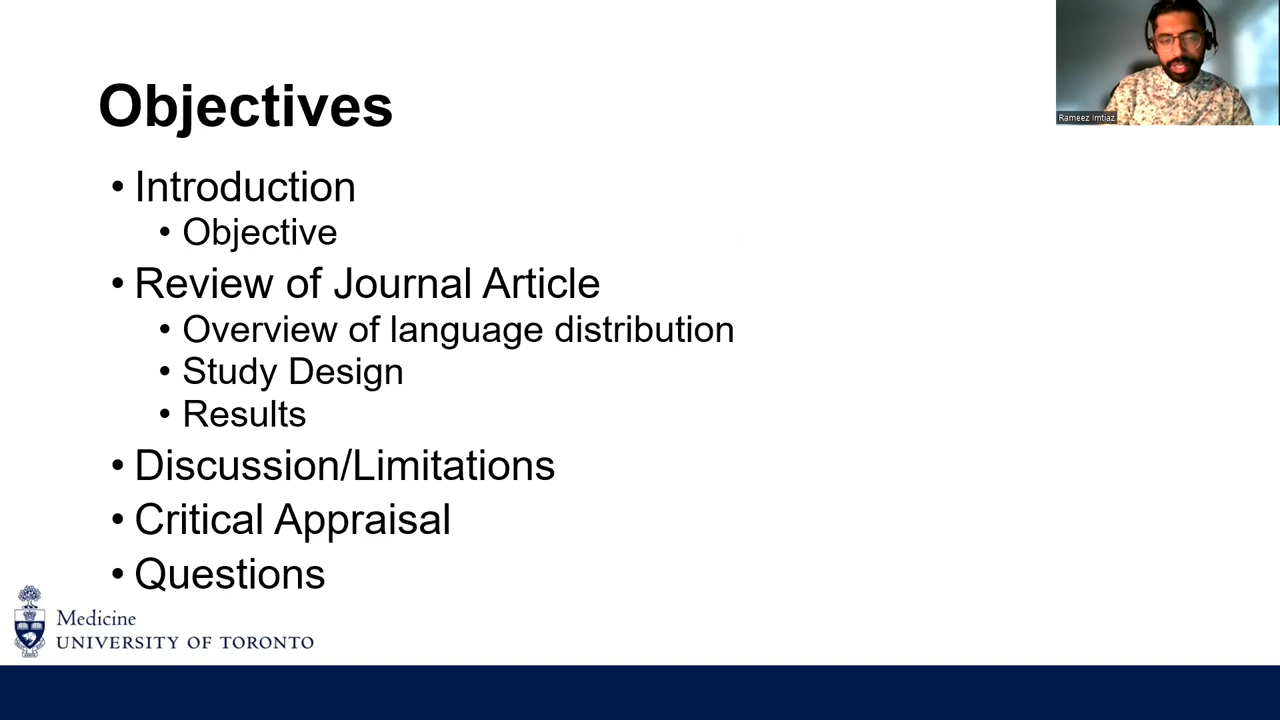 Objectives
• Introduction
• Objective
• Review of Journal Article
• Overview of language distribution
• Study Design
• Results
• Discussion/Limitations
• Critical Appraisal
• Questions
Medicine
UNIVERSITY OF TORONTO
Rameez Imtiaz